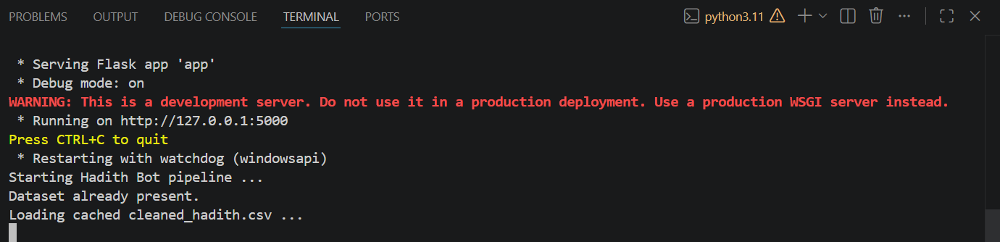 PROBLEMS OUTPUT DEBUG CONSOLE TERMINAL PORTS python3.11
* Serving Flask app 'app'
* Debug mode: on
WARNING: This is a development server. Do not use it in a production deployment. Use a production WSGI server instead.
* Running on http://127.0.0.1:5000
Press CTRL+C to quit
* Restarting with watchdog (windowsapi)
Starting Hadith Bot pipeline ...
Dataset already present.
Loading cached cleaned_hadith.csv ...